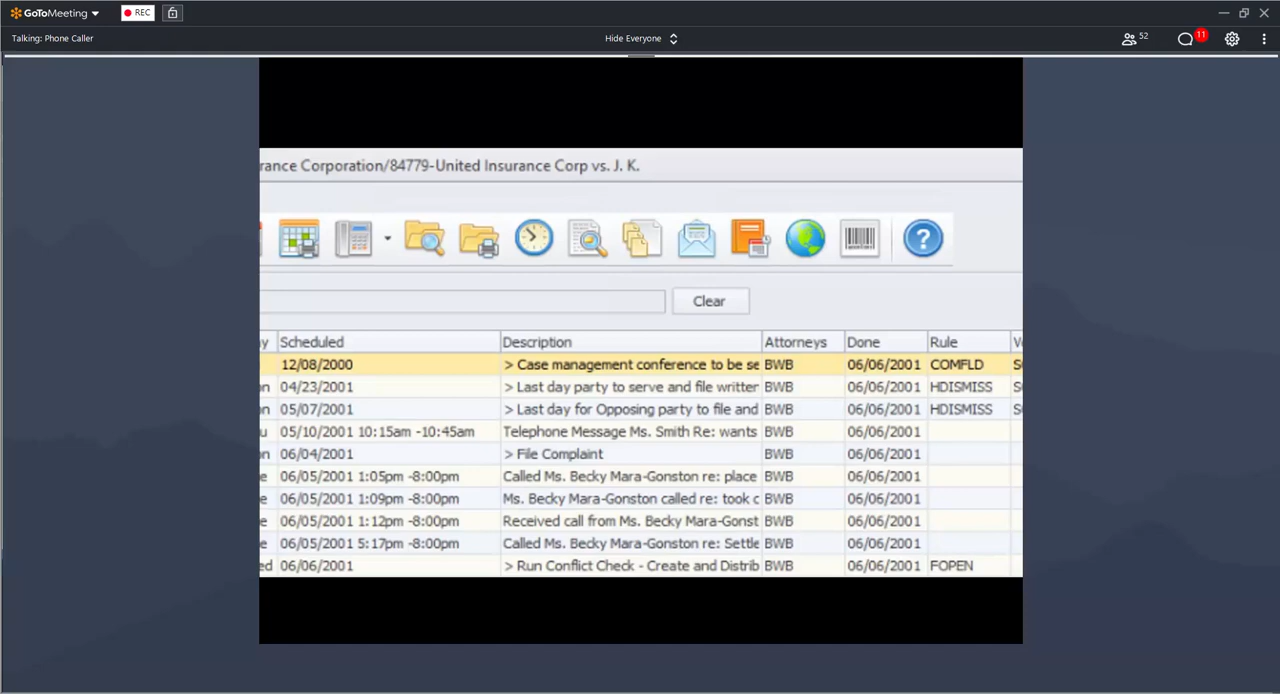 GoToMeeting REC
Talking: Phone Caller Hide Everyone 52 11
rance Corporation/84779-United Insurance Corp vs. J. K.
Clear
y Scheduled Description Attorneys Done Rule
12/08/2000 > Case management conference to be se BWB 06/06/2001 COMFLD S
on 04/23/2001 > Last day party to serve and file writter BWB 06/06/2001 HDISMISS S
on 05/07/2001 > Last day for Opposing party to file and BWB 06/06/2001 HDISMISS S
u 05/10/2001 10:15am -10:45am Telephone Message Ms. Smith Re: wants BWB 06/06/2001
on 06/04/2001 > File Complaint BWB 06/06/2001
e 06/05/2001 1:05pm -8:00pm Called Ms. Becky Mara-Gonston re: place BWB 06/06/2001
e 06/05/2001 1:09pm -8:00pm Ms. Becky Mara-Gonston called re: took c BWB 06/06/2001
e 06/05/2001 1:12pm -8:00pm Received call from Ms. Becky Mara-Gonst BWB 06/06/2001
e 06/05/2001 5:17pm -8:00pm Called Ms. Becky Mara-Gonston re: Settle BWB 06/06/2001
ed 06/06/2001 > Run Conflict Check - Create and Distrib BWB 06/06/2001 FOPEN